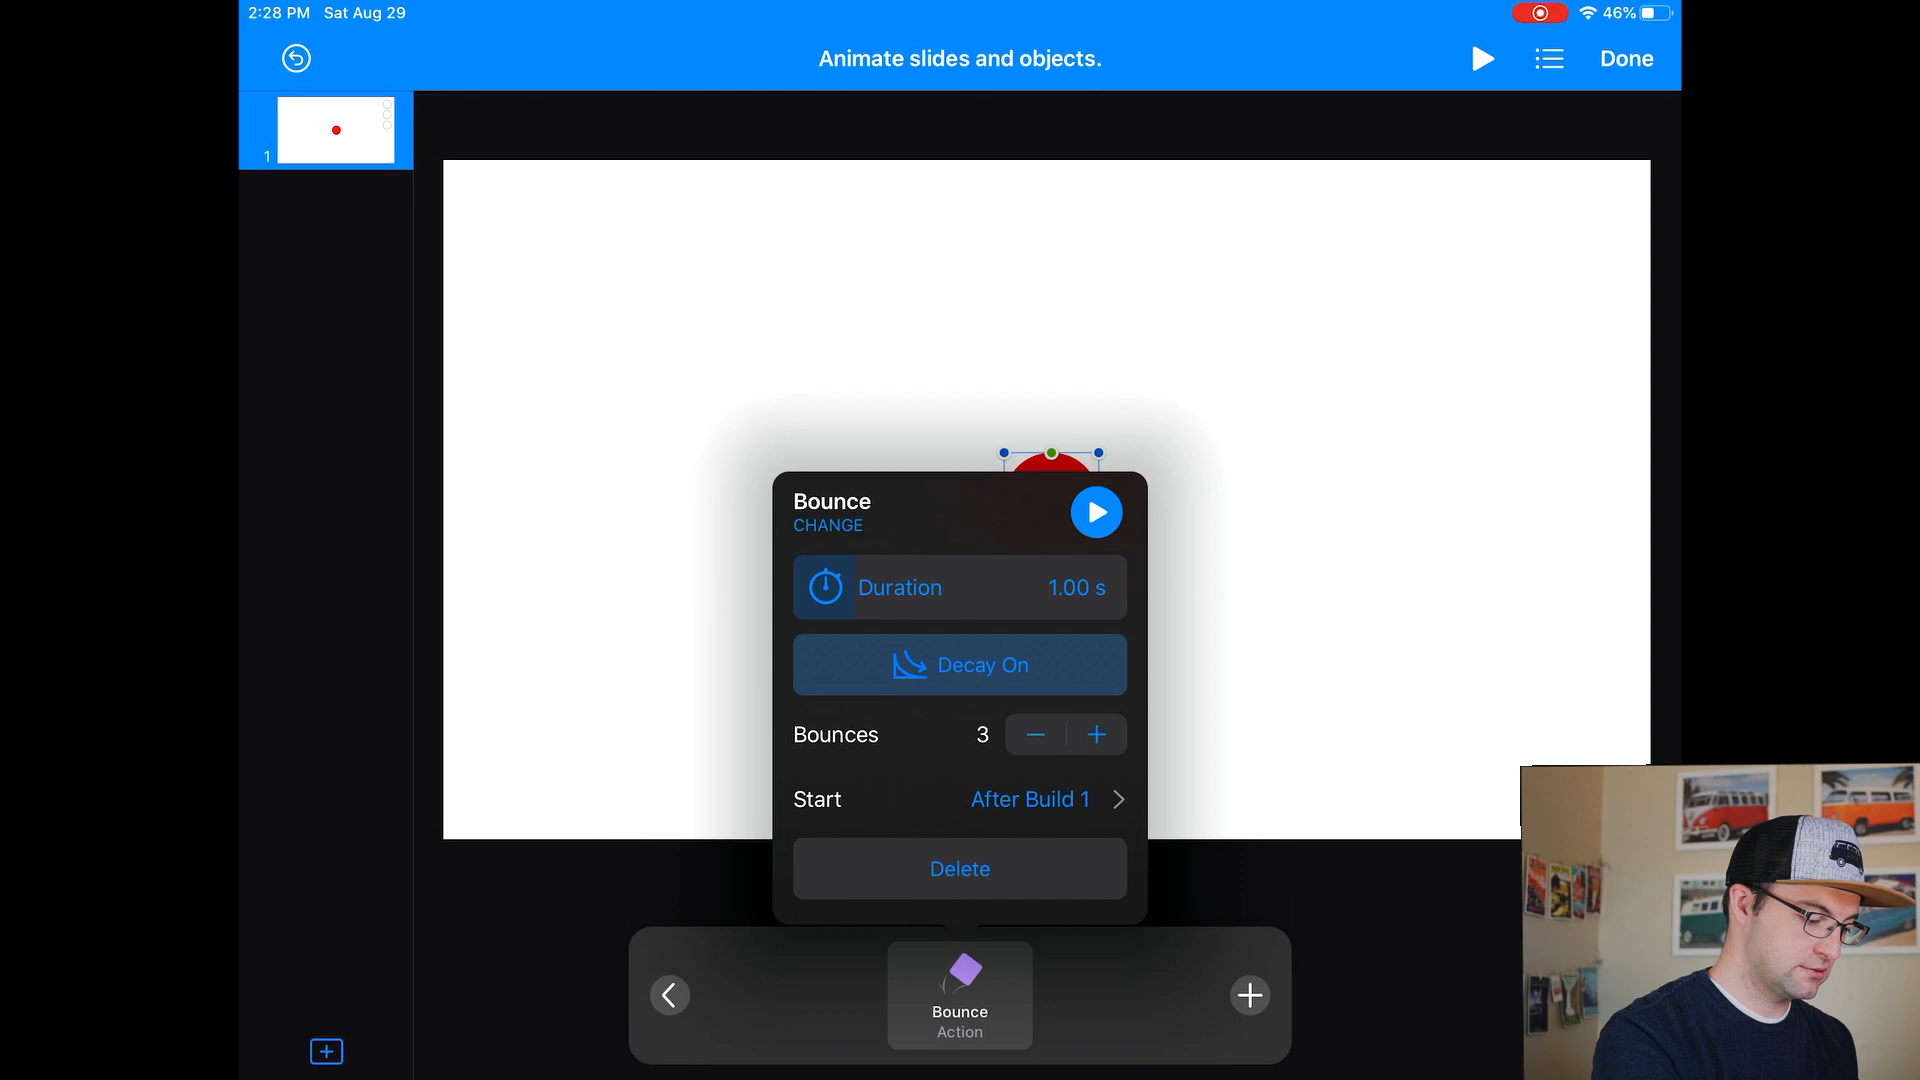 2:28 PM Sat Aug 29
46%
Animate slides and objects.
Done
1
Bounce
CHANGE
Duration 1.00 s
Decay On
Bounces 3
Start After Build 1
Delete
Bounce
Action